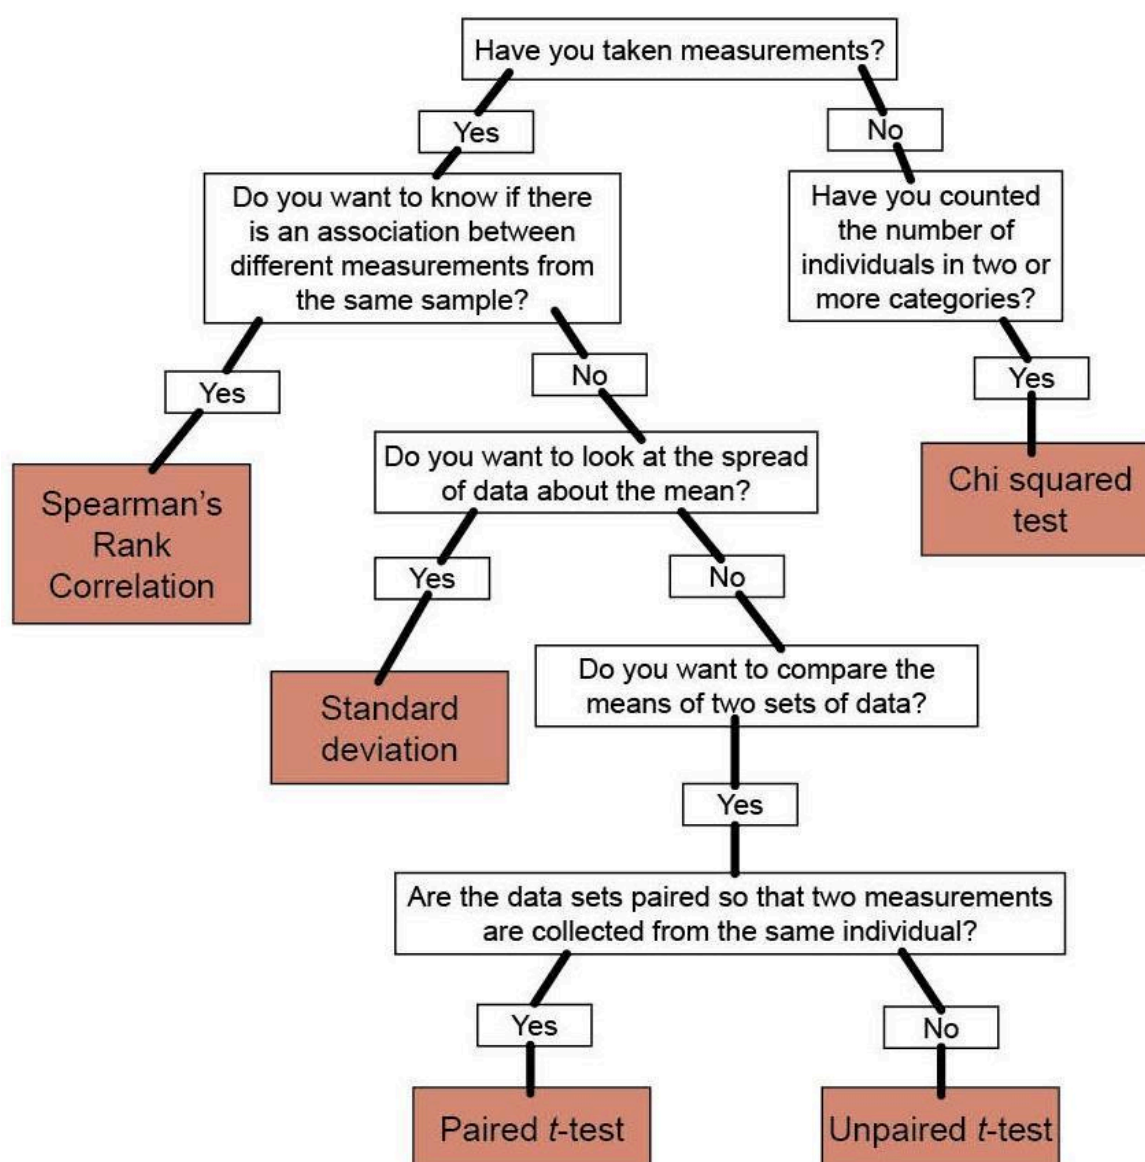 Have you taken measurements?
Yes
No
Do you want to know if there
is an association between
different measurements from
the same sample?
Have you counted
the number of
individuals in two or
more categories?
Yes
No
Yes
Spearman’s
Rank
Correlation
Do you want to look at the spread
of data about the mean?
Chi squared
test
Yes
No
Standard
deviation
Do you want to compare the
means of two sets of data?
Yes
Are the data sets paired so that two measurements
are collected from the same individual?
Yes
No
Paired t-test
Unpaired t-test